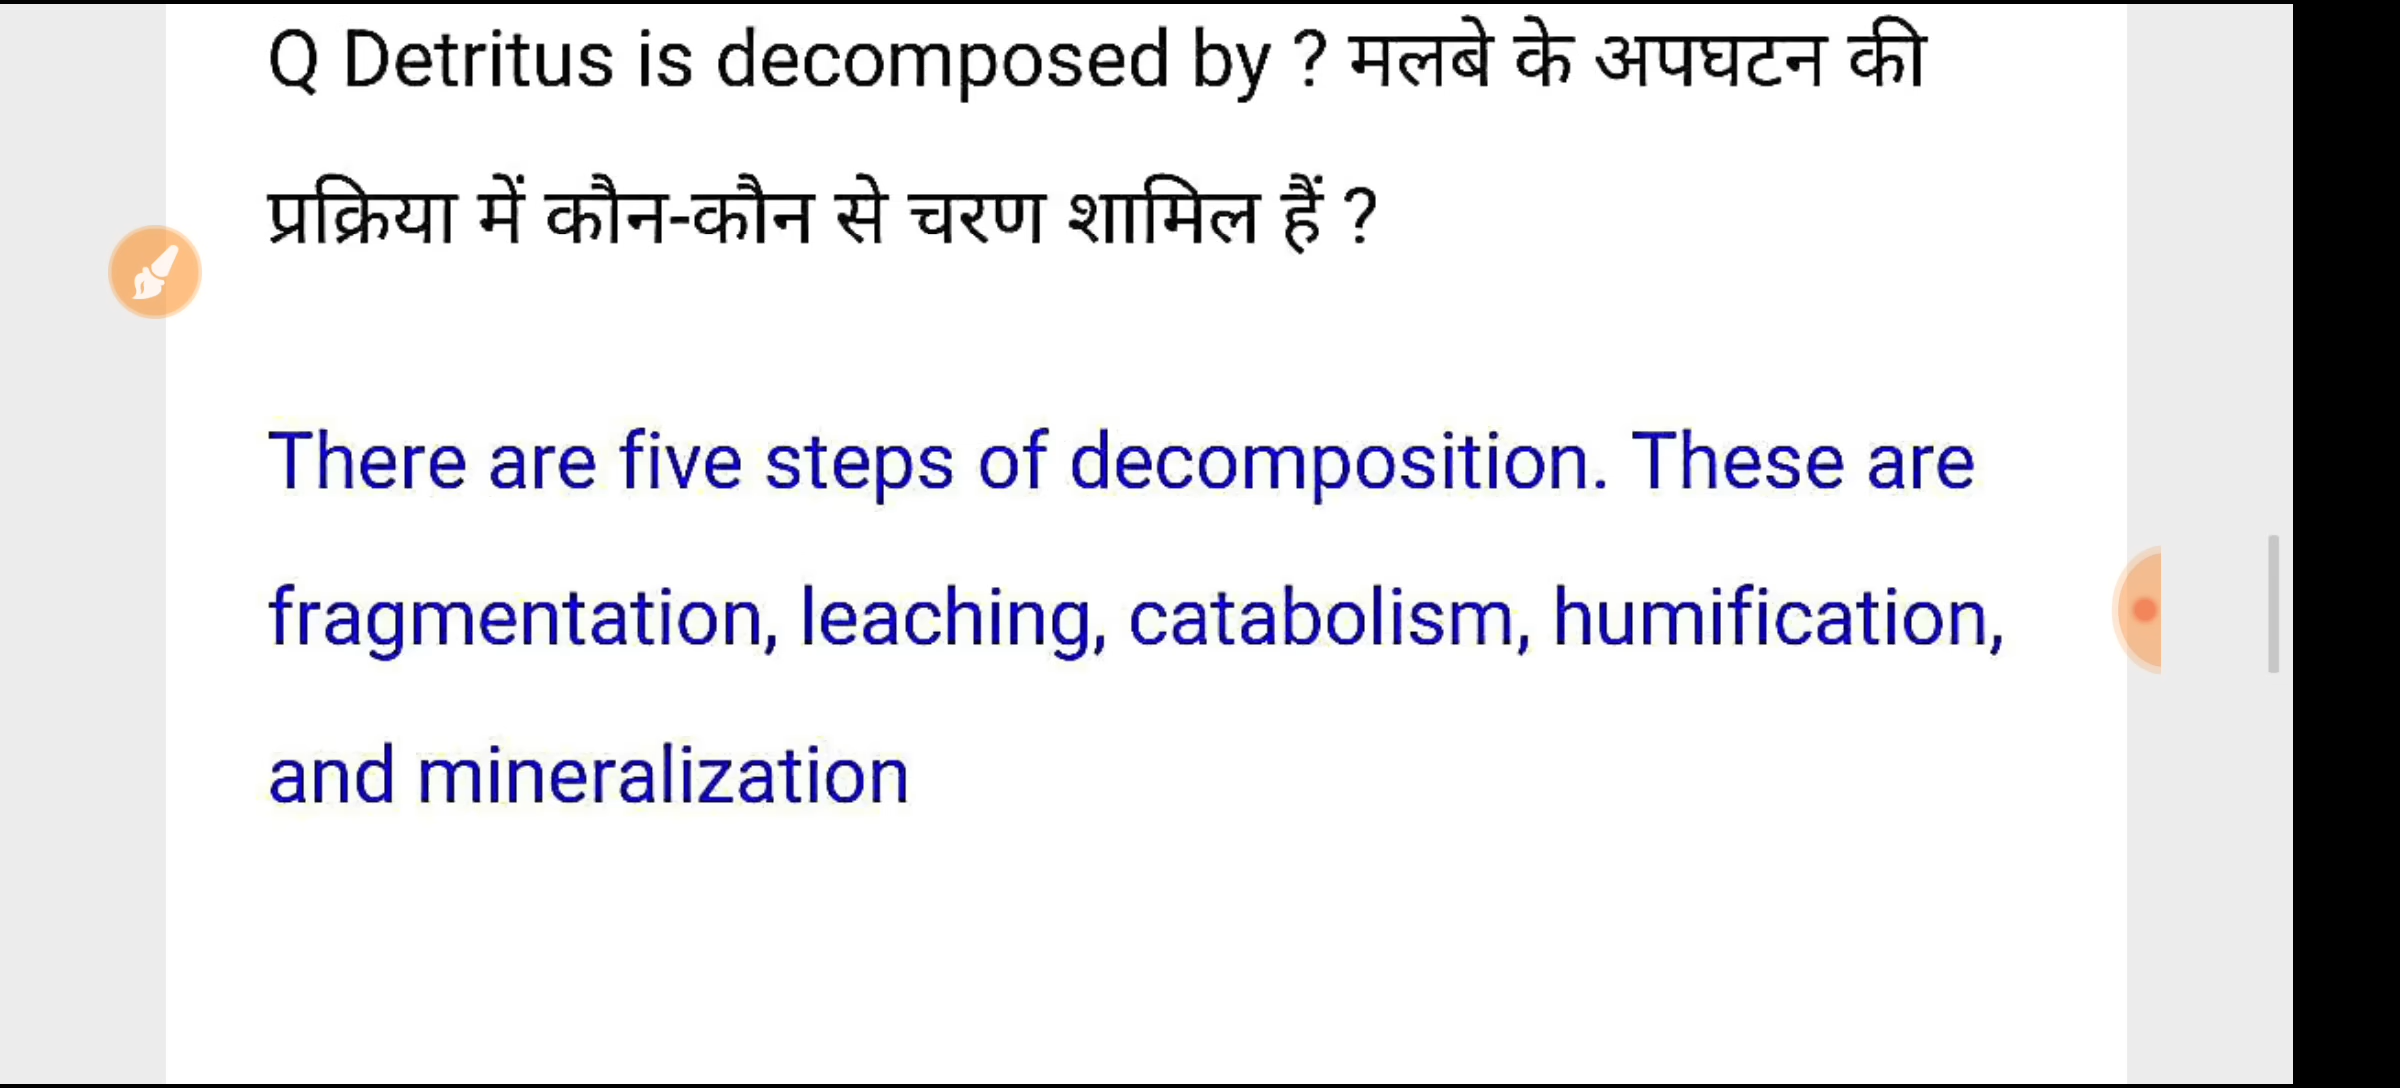 Q Detritus is decomposed by ? मलबे के अपघटन की
प्रक्रिया में कौन-कौन से चरण शामिल हैं ?
There are five steps of decomposition. These are
fragmentation, leaching, catabolism, humification,
and mineralization